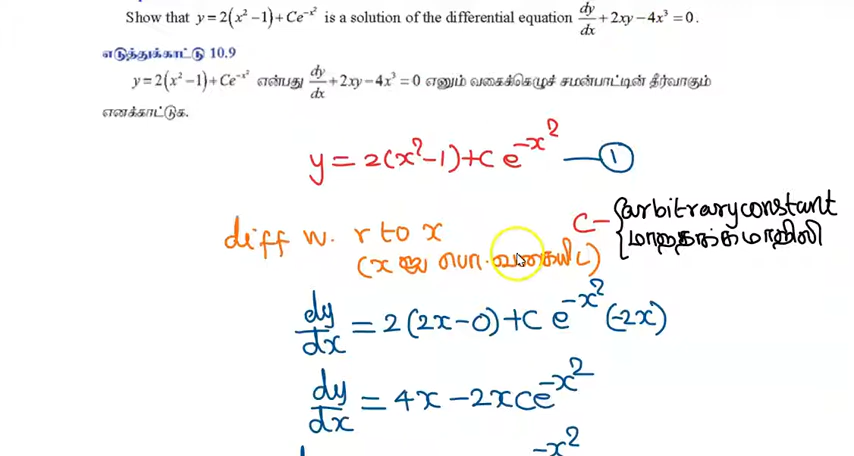 Show that y = 2(x² −1)+ Ce^{−x²} is a solution of the differential equation dy/dx + 2xy − 4x³ = 0.
எடுத்துக்காட்டு 10.9
y = 2(x² −1)+ Ce^{−x²} என்பது dy/dx + 2xy − 4x³ = 0 எனும் வகைக்கெழுச் சமன்பாட்டின் தீர்வாகும்
எனக்காட்டுக.
y = 2(x²-1)+C e^{-x²} — 1
C – { arbitrary constant
diff w. r to x
(x ஐ பொ. வகையிட)
dy/dx = 2(2x-0)+C e^{-x²} (-2x)
dy/dx = 4x - 2x C e^{-x²}